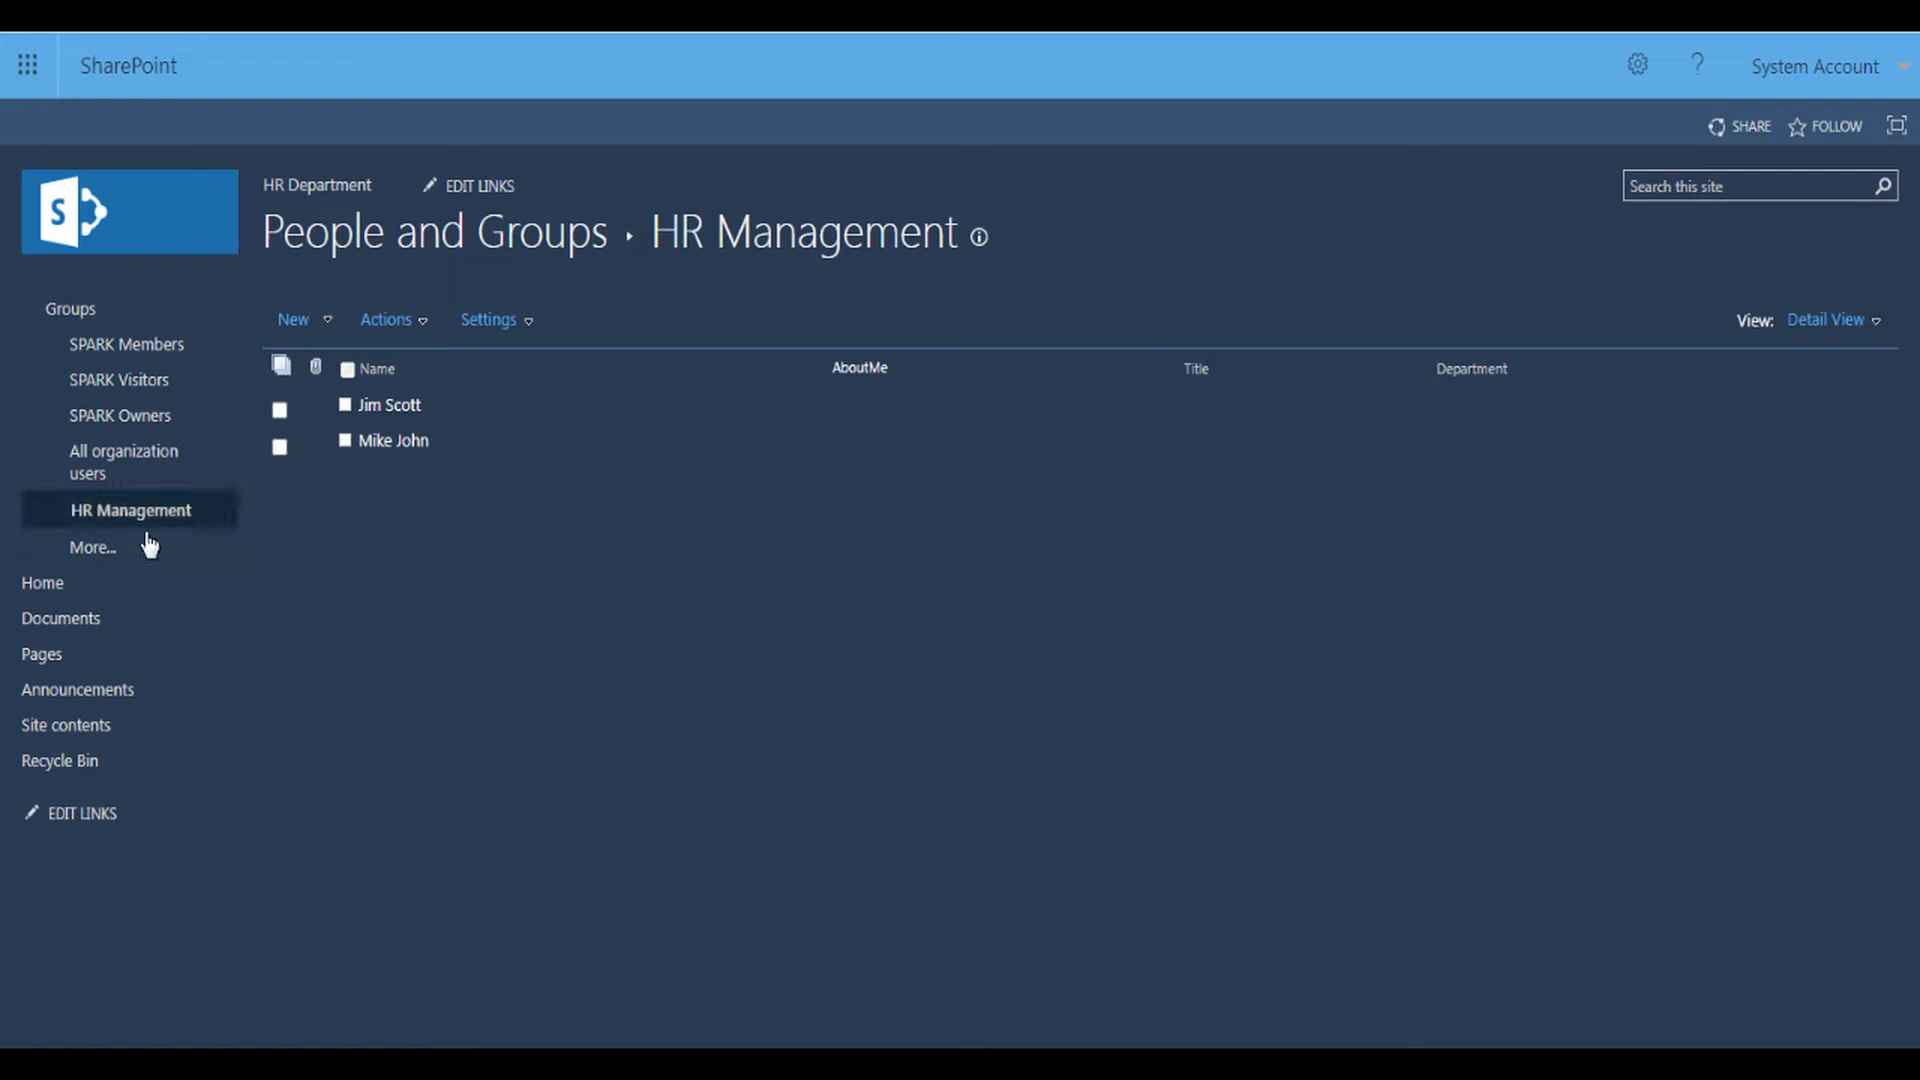 SharePoint
?
System Account
SHARE
FOLLOW
S
HR Department
EDIT LINKS
Search this site
People and Groups ▸ HR Management
Groups
SPARK Members
SPARK Visitors
SPARK Owners
All organization
users
HR Management
More...
Home
Documents
Pages
Announcements
Site contents
Recycle Bin
EDIT LINKS
New
Actions
Settings
View: Detail View
Name
AboutMe
Title
Department
Jim Scott
Mike John